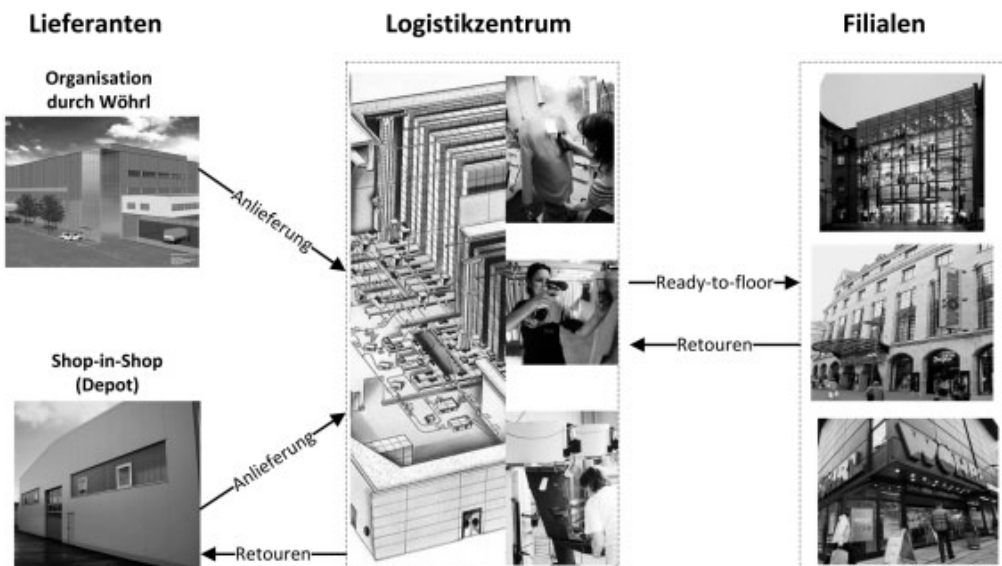 Lieferanten
Logistikzentrum
Filialen
Organisation
durch Wöhrl
Anlieferung
Ready-to-floor
Retouren
Shop-in-Shop
(Depot)
Anlieferung
Retouren